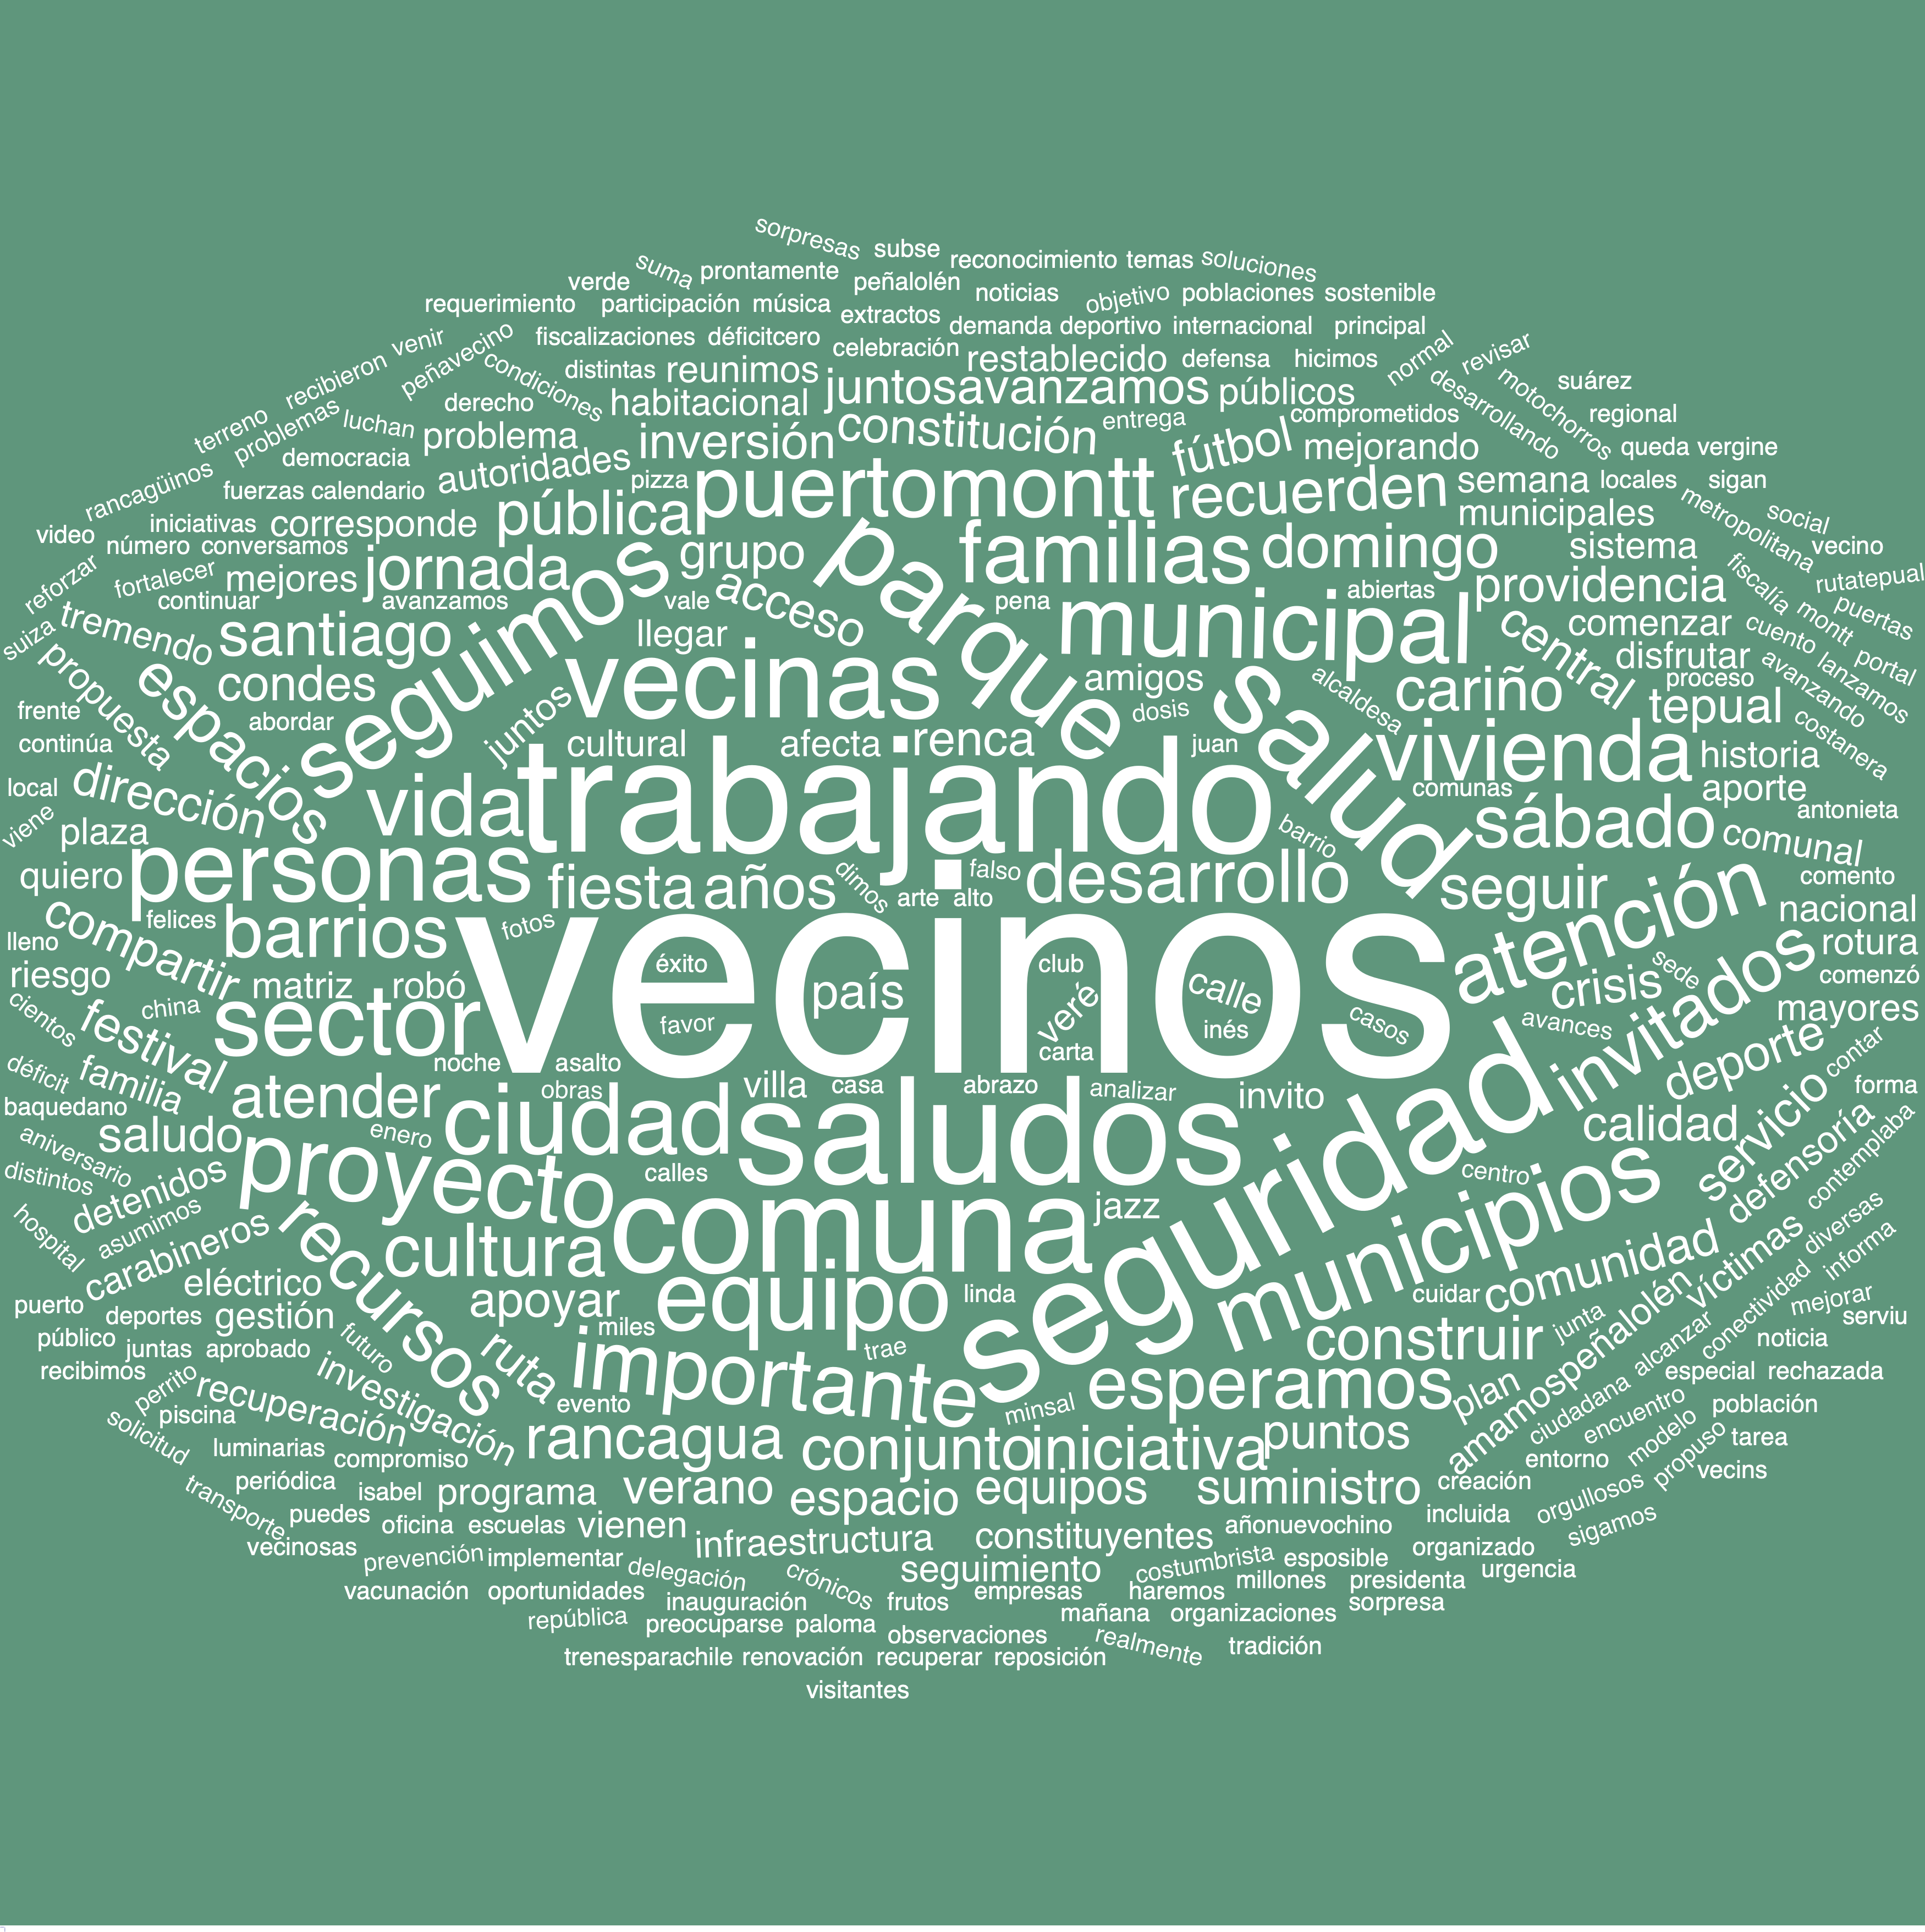 sorpresas subse
reconocimiento temas soluciones
verde suma prontamente peñalolén
noticias objetivo poblaciones sostenible
requerimiento participación música extractos
demanda deportivo internacional principal
fiscalizaciones déficitcero celebración
restablecido defensa hicimos normal revisar
recibieron venir peñavecino condiciones distintas reunimos
juntosavanzamos públicos desarrollando motochorros suárez
terreno problemas luchan derecho habitacional
constitución entrega comprometidos regional
democracia problema inversión fútbol mejorando queda vergine
rancagüinos fuerzas calendario autoridades pizza puertomontt recuerden semana locales sigan
video iniciativas corresponde pública municipales metropolitana social
número conversamos jornada seguimos grupo parque familias domingo sistema vecino
reforzar fortalecer mejores acceso abiertas providencia fiscalía rutatepual
continuar avanzamos vale pena municipal montt puertas
suiza tremendo santiago llegar central comenzar cuento
propuesta espacios condes vecinas amigos salud alcaldesa cariño disfrutar avanzando lanzamos portal
frente abordar juntos dosis proceso tepual costanera
continúa cultural afecta renca juan vivienda historia
local dirección vida trabajando comunas aporte antonieta
viene plaza barrio sábado comunal
quiero personas fiesta años dimos falso desarrollo seguir comento
compartir felices barrios fotos arte alto atención nacional
lleno vecinos invitados rotura
riesgo matriz robó éxito país club calle crisis sede comenzó
cientos china sector favor veré inés casos avances mayores
festival noche asalto carta deporte contar
déficit familia atender obras villa casa abrazo analizar invito forma
baquedano saludo enero ciudad saludos seguridad calidad servicio
aniversario distintos detenidos proyecto calles centro defensoría contemplaba
hospital asumimos recursos comuna jazz municipios
carabineros cultura comunidad víctimas diversas
puerto eléctrico apoyar equipo linda cuidar conectividad informa
deportes gestión mejorar serviu
público juntas aprobado futuro ruta miles trae construir junta amamospeñalolén alcanzar noticia
recibimos investigación importante esperamos especial rechazada
perrito piscina recuperación evento minsal plan ciudadana encuentro población
solicitud luminarias compromiso rancagua conjunto iniciativa puntos entorno modelo tarea
periódica isabel programa verano espacio equipos suministro creación propuso vecins
transporte puedes oficina escuelas vienen añonuevochino incluida orgullosos
vecinosas infraestructura constituyentes organizado sigamos
prevención implementar delegación crónicos seguimiento costumbrista esposible urgencia
vacunación oportunidades inauguración frutos empresas haremos millones presidenta
república preocuparse paloma mañana organizaciones sorpresa
observaciones realmente tradición
trenesparachile renovación recuperar reposición
visitantes